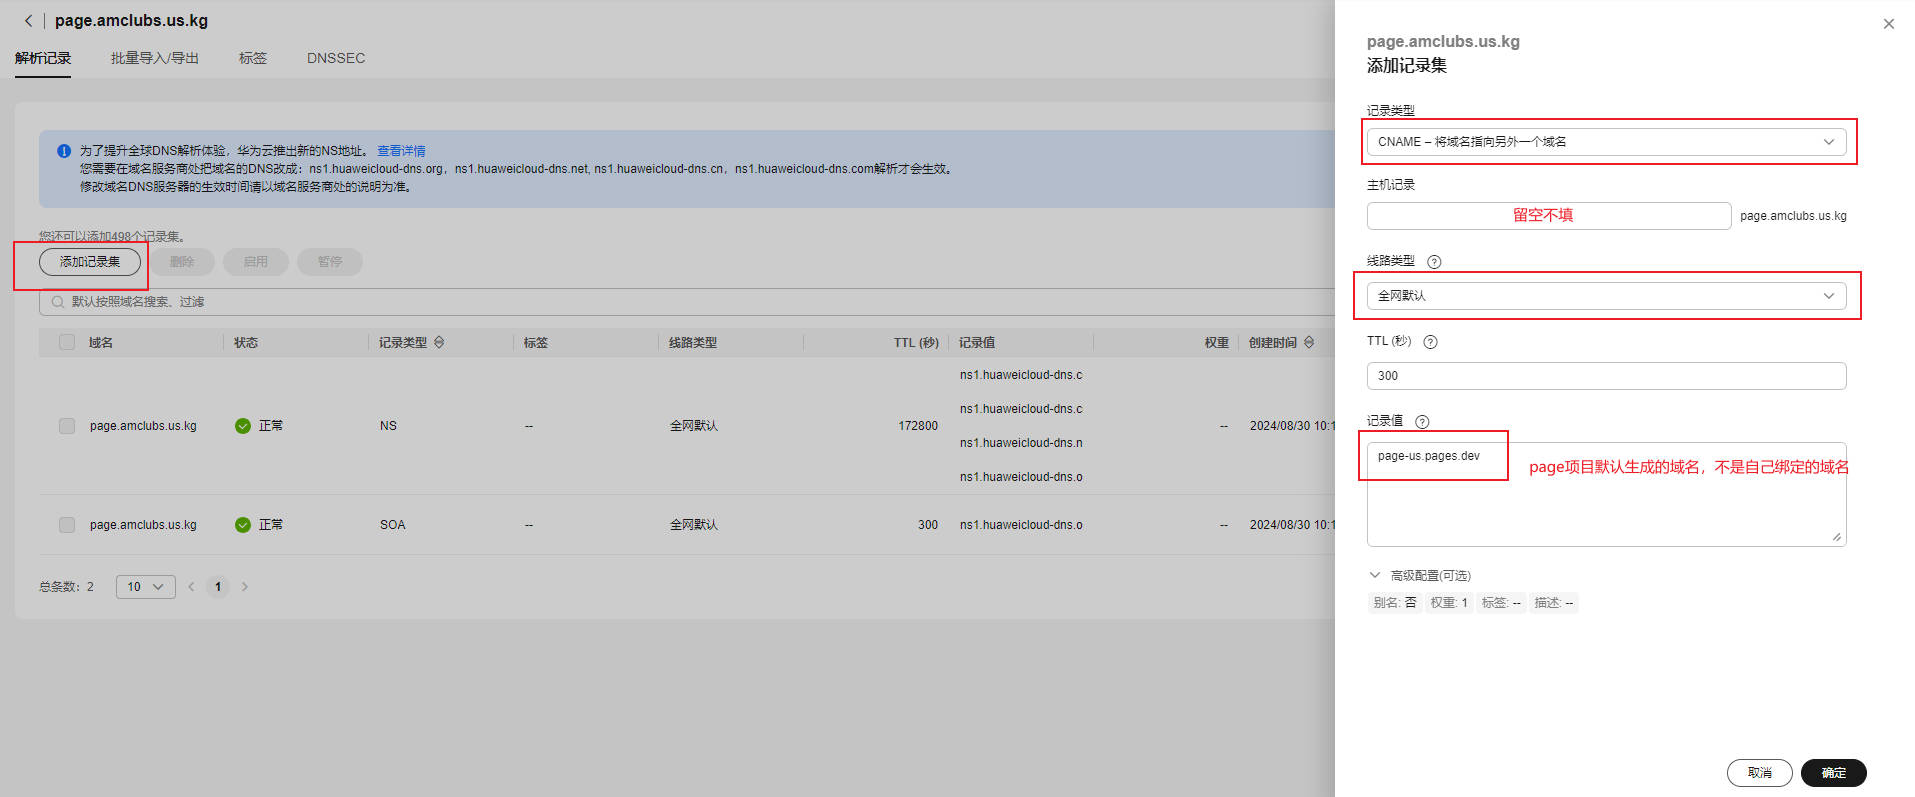 page.amclubs.us.kg
解析记录 批量导入/导出 标签 DNSSEC
为了提升全球DNS解析体验，华为云推出新的NS地址。 查看详情
您需要在域名服务商处把域名的DNS改成：ns1.huaweicloud-dns.org，ns1.huaweicloud-dns.net, ns1.huaweicloud-dns.cn，ns1.huaweicloud-dns.com解析才会生效。
修改域名DNS服务器的生效时间请以域名服务商处的说明为准。
您还可以添加498个记录集。
添加记录集 删除 启用 暂停
默认按照域名搜索、过滤
域名 状态 记录类型 标签 线路类型 TTL (秒) 记录值 权重 创建时间
page.amclubs.us.kg 正常 NS -- 全网默认 172800 ns1.huaweicloud-dns.c -- 2024/08/30 10:1
ns1.huaweicloud-dns.c
ns1.huaweicloud-dns.n
ns1.huaweicloud-dns.o
page.amclubs.us.kg 正常 SOA -- 全网默认 300 ns1.huaweicloud-dns.o -- 2024/08/30 10:1
总条数：2 10 1
page.amclubs.us.kg
添加记录集
记录类型
CNAME – 将域名指向另外一个域名
主机记录
留空不填 page.amclubs.us.kg
线路类型
全网默认
TTL (秒)
300
记录值
page-us.pages.dev
page项目默认生成的域名，不是自己绑定的域名
高级配置(可选)
别名: 否 权重: 1 标签: -- 描述: --
取消 确定